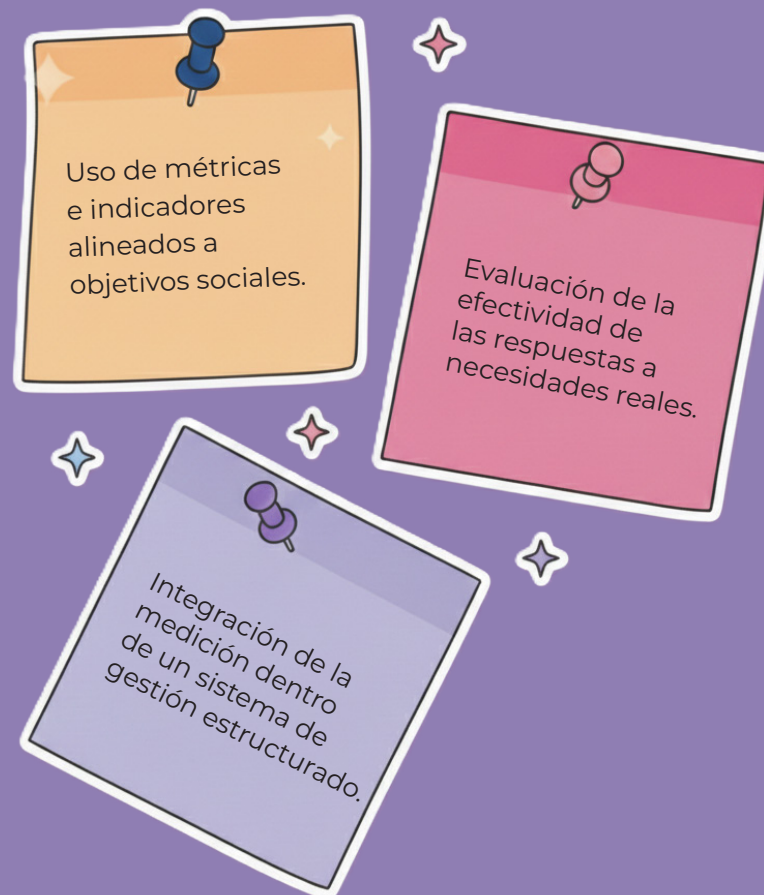 Uso de métricas
e indicadores
alineados a
objetivos sociales.
Evaluación de la
efectividad de
las respuestas a
necesidades reales.
Integración de la
medición dentro
de un sistema de
gestión estructurado.